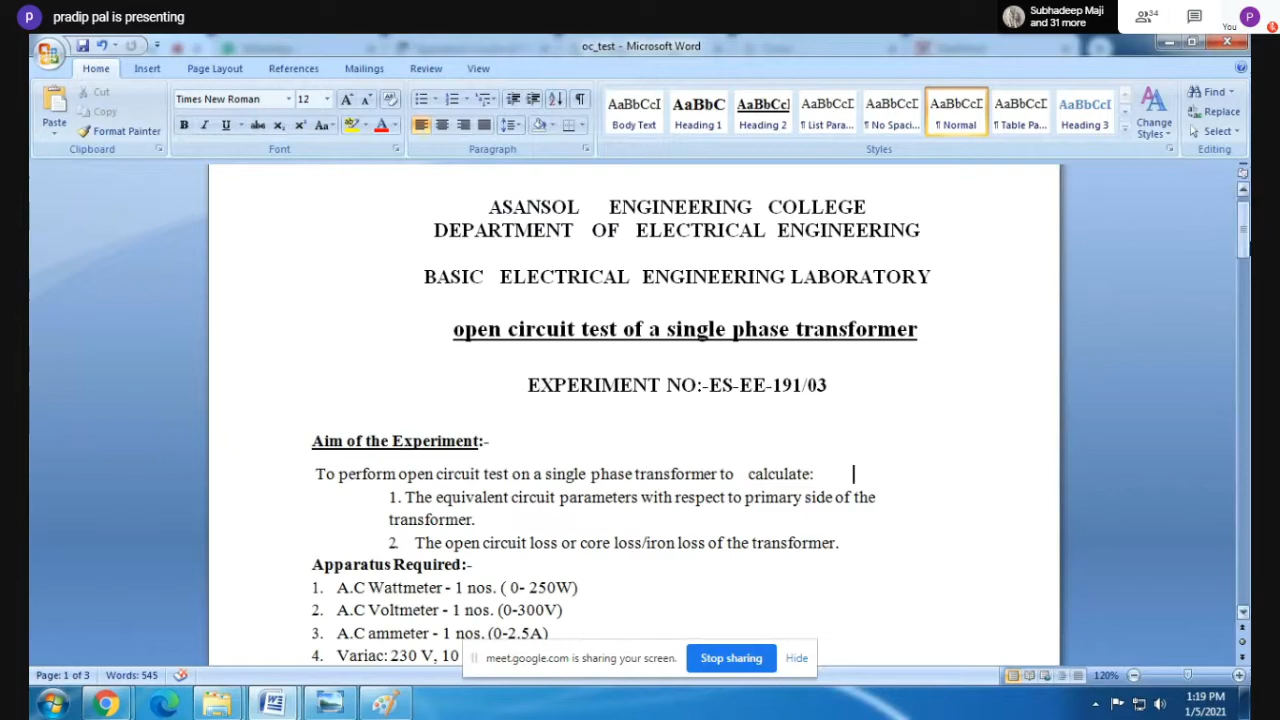 p pradip pal is presenting
Subhadeep Maji
and 31 more
34
P
You
oc_test - Microsoft Word
Home Insert Page Layout References Mailings Review View
Paste
Cut
Copy
Format Painter
Clipboard
Times New Roman 12
B I U abc x₂ x² Aa
Font
Paragraph
AaBbCcI AaBbC AaBbCc AaBbCcI AaBbCcI AaBbCcI AaBbCcI AaBbCcI
Body Text Heading 1 Heading 2 ¶ List Para... ¶ No Spaci... ¶ Normal ¶ Table Pa... Heading 3
Styles
Change
Styles
Find
Replace
Select
Editing
ASANSOL ENGINEERING COLLEGE
DEPARTMENT OF ELECTRICAL ENGINEERING
BASIC ELECTRICAL ENGINEERING LABORATORY
open circuit test of a single phase transformer
EXPERIMENT NO:-ES-EE-191/03
Aim of the Experiment:-
To perform open circuit test on a single phase transformer to calculate:
1. The equivalent circuit parameters with respect to primary side of the
transformer.
2. The open circuit loss or core loss/iron loss of the transformer.
Apparatus Required:-
1. A.C Wattmeter - 1 nos. ( 0- 250W)
2. A.C Voltmeter - 1 nos. (0-300V)
3. A.C ammeter - 1 nos. (0-2.5A)
4. Variac: 230 V, 10
meet.google.com is sharing your screen. Stop sharing Hide
Page: 1 of 3 Words: 545 120%
1:19 PM
1/5/2021